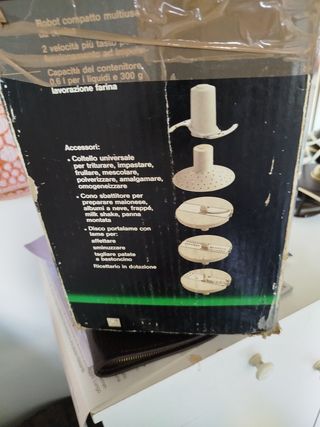 Robot compatto multiuso
2 velocità più tasto
Capacità del contenitore,
0,6 l per i liquidi e 300 g
lavorazione farina
Accessori:
• Coltello universale
per triturare, impastare,
frullare, mescolare,
polverizzare, amalgamare,
omogeneizzare
• Cono sbattitore per
preparare maionese,
albumi a neve, frappé,
milk shake, panna
montata
• Disco portalame con
lame per:
affettare
sminuzzare
tagliare patate
a bastoncino
Ricettario in dotazione